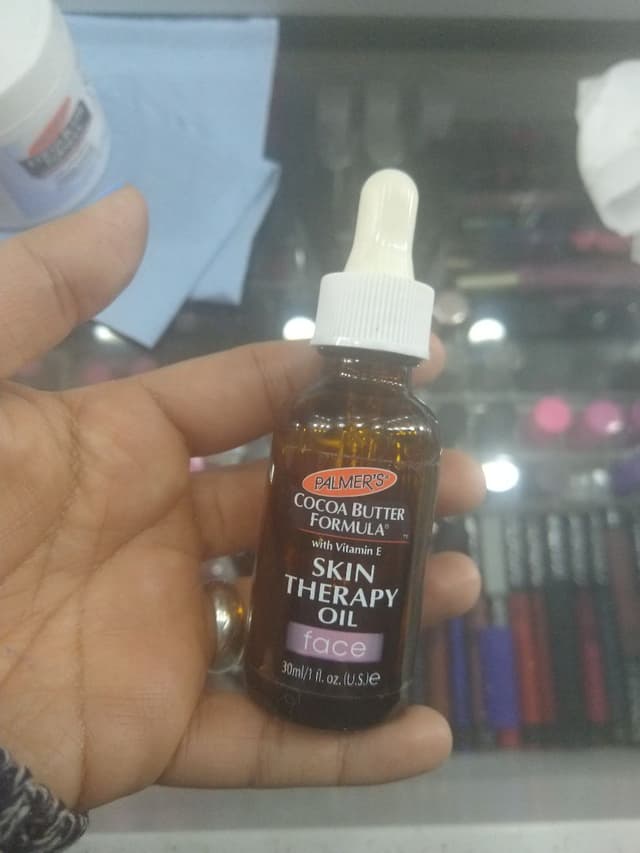 PALMER'S®
COCOA BUTTER
FORMULA®
with Vitamin E
SKIN
THERAPY
OIL
face
30ml/1 fl. oz. (U.S.)e